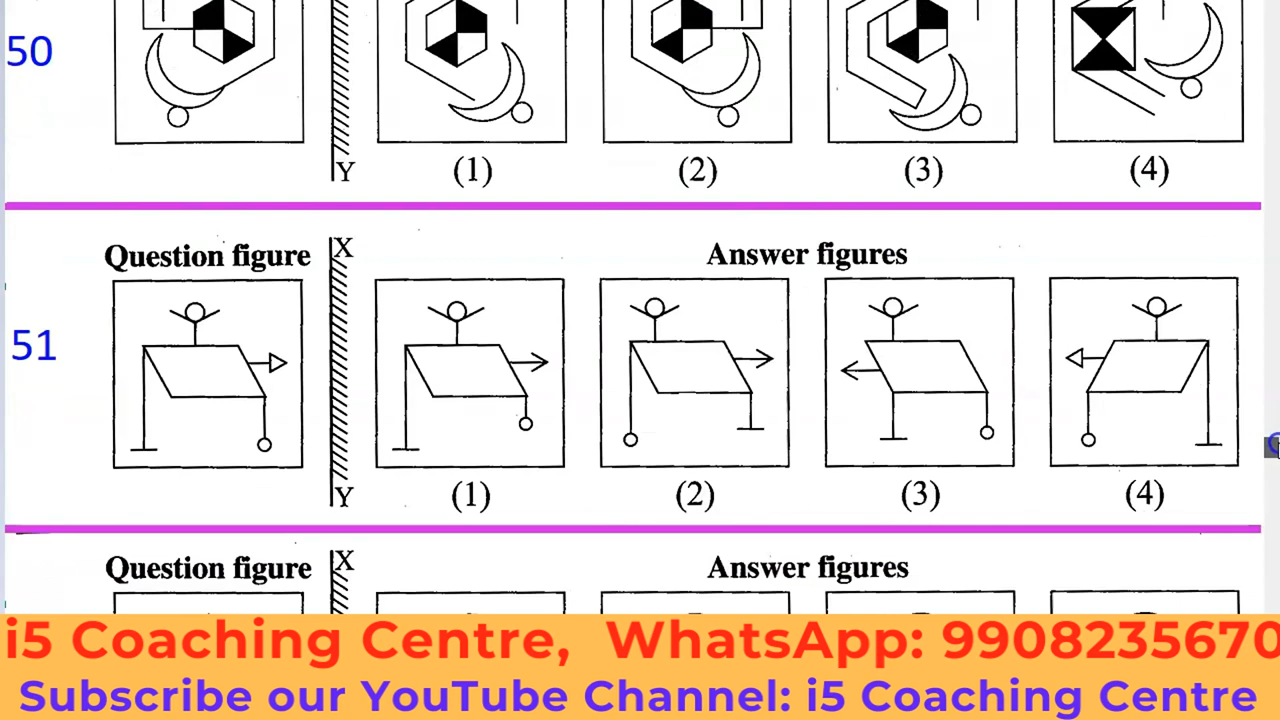 50
Y
(1) (2) (3) (4)
Question figure X Answer figures
51
Y
(1) (2) (3) (4)
Question figure X Answer figures
i5 Coaching Centre, WhatsApp: 9908235670
Subscribe our YouTube Channel: i5 Coaching Centre